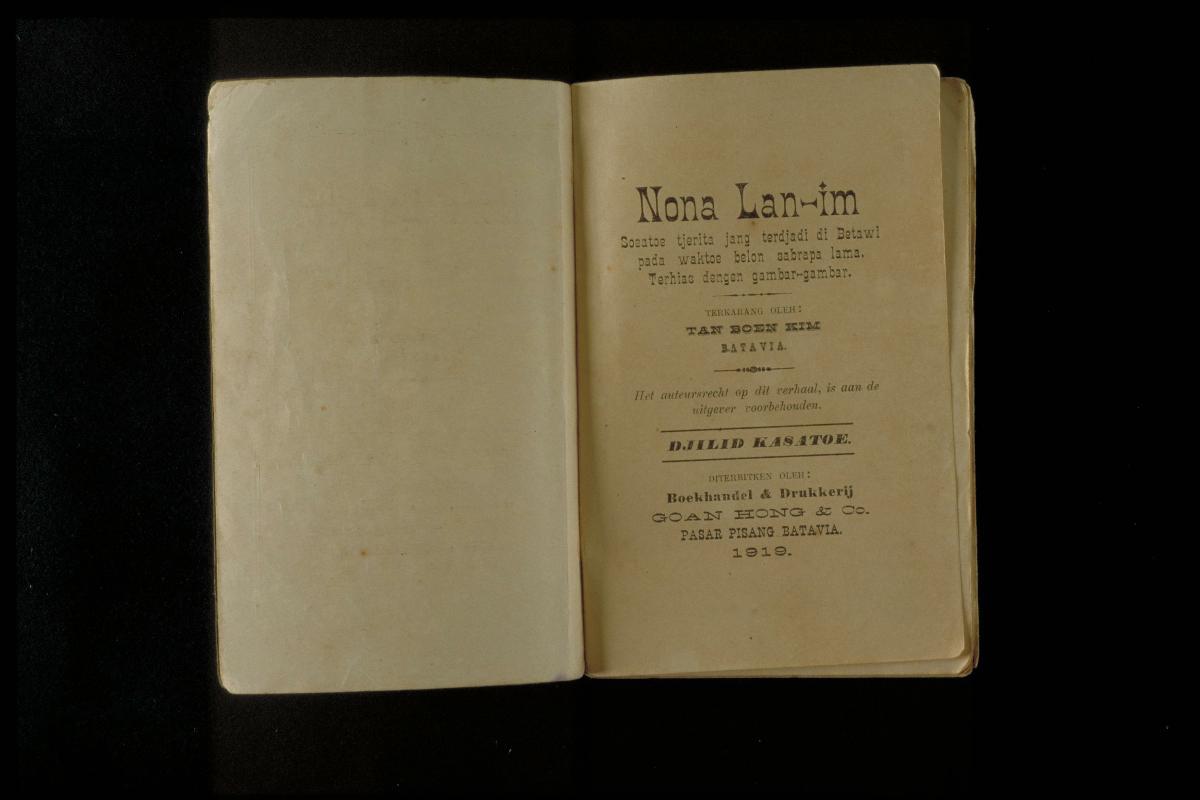 Nona Lan-im
Soeatoe tjerita jang terdjadi di Betawi
pada waktoe belon sabrapa lama.
Terhias dengen gambar-gambar.
TERKARANG OLEH:
TAN BOEN KIM
BATAVIA.
Het auteursrecht op dit verhaal, is aan de
uitgever voorbehouden.
DJILID KASATOE.
DITERBITKEN OLEH:
Boekhandel & Drukkerij
GOAN HONG & Co.
PASAR PISANG BATAVIA.
1919.